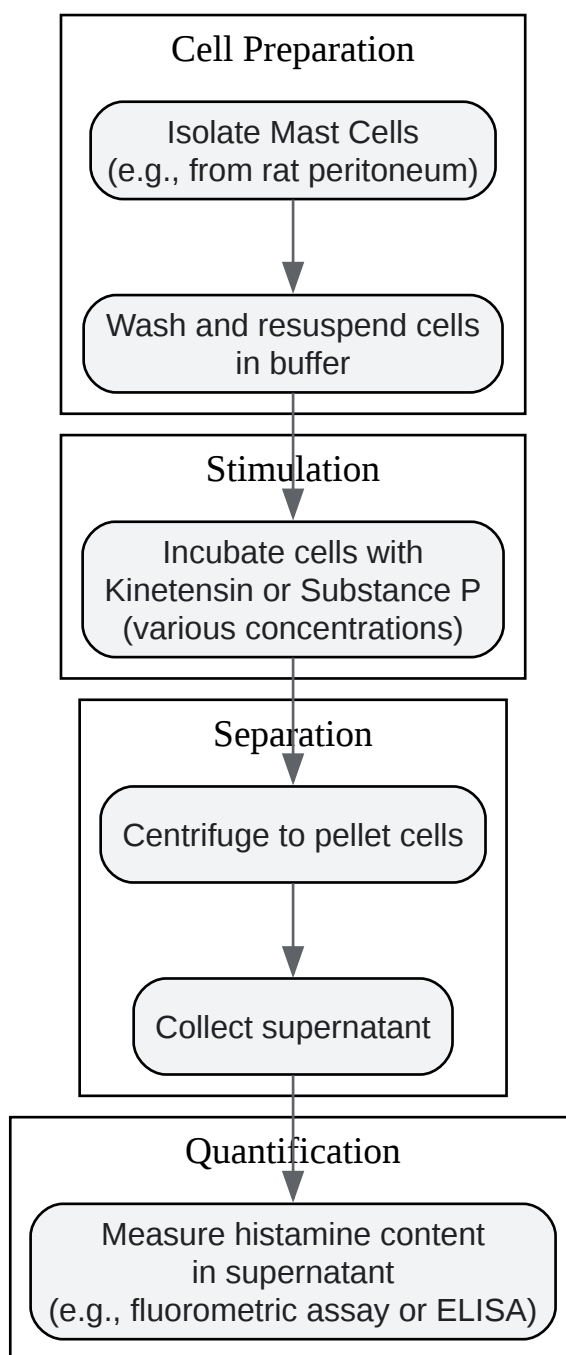 Cell Preparation
Isolate Mast Cells
(e.g., from rat peritoneum)
Wash and resuspend cells
in buffer
Stimulation
Incubate cells with
Kinetensin or Substance P
(various concentrations)
Separation
Centrifuge to pellet cells
Collect supernatant
Quantification
Measure histamine content
in supernatant
(e.g., fluorometric assay or ELISA)